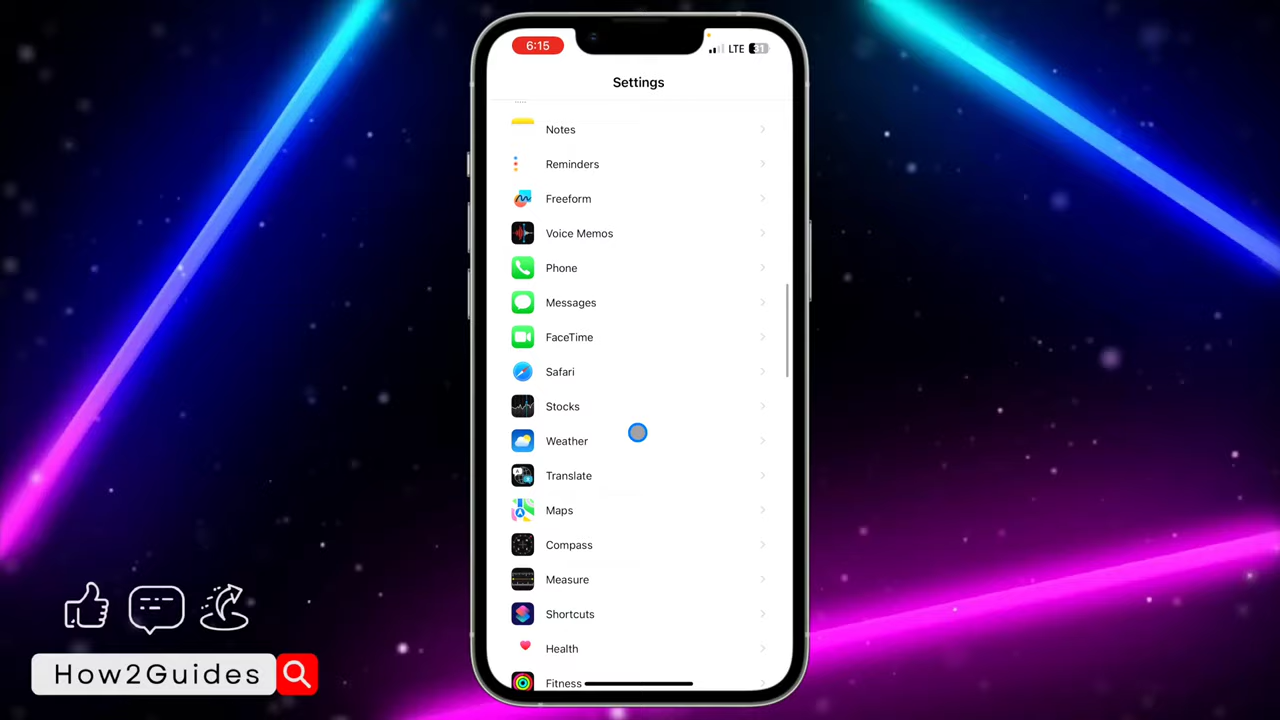 6:15
LTE 31
Settings
Notes
Reminders
Freeform
Voice Memos
Phone
Messages
FaceTime
Safari
Stocks
Weather
Translate
Maps
Compass
Measure
Shortcuts
Health
Fitness
How2Guides